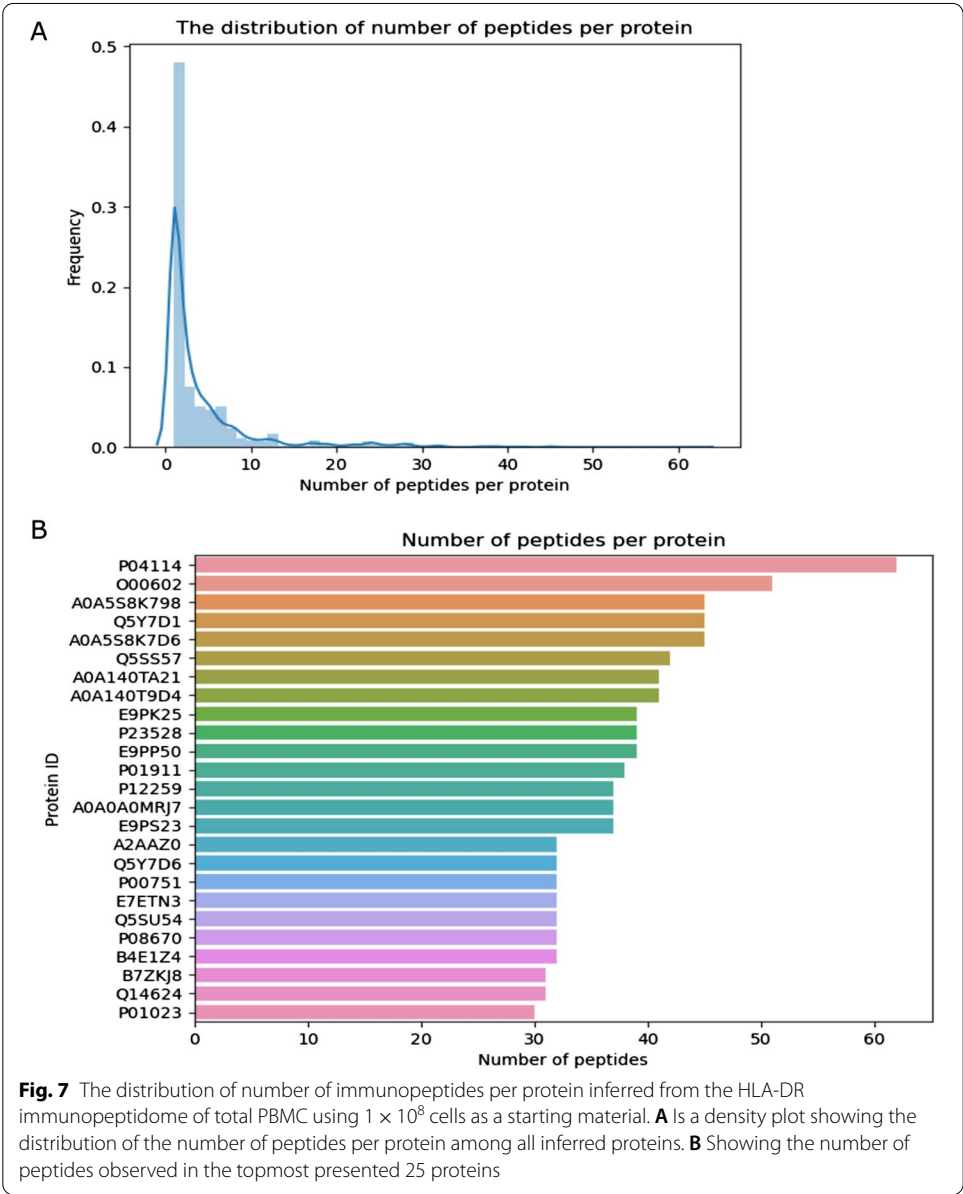 A
The distribution of number of peptides per protein
0.5
0.4
0.3
0.2
0.1
0.0
Frequency
0 10 20 30 40 50 60
Number of peptides per protein
B
Number of peptides per protein
Protein ID
P04114
O00602
A0A5S8K798
Q5Y7D1
A0A5S8K7D6
Q5SS57
A0A140TA21
A0A140T9D4
E9PK25
P23528
E9PP50
P01911
P12259
A0A0A0MRJ7
E9PS23
A2AAZ0
Q5Y7D6
P00751
E7ETN3
Q5SU54
P08670
B4E1Z4
B7ZKJ8
Q14624
P01023
0 10 20 30 40 50 60
Number of peptides
Fig. 7 The distribution of number of immunopeptides per protein inferred from the HLA-DR
immunopeptidome of total PBMC using 1 × 10⁸ cells as a starting material. A Is a density plot showing the
distribution of the number of peptides per protein among all inferred proteins. B Showing the number of
peptides observed in the topmost presented 25 proteins